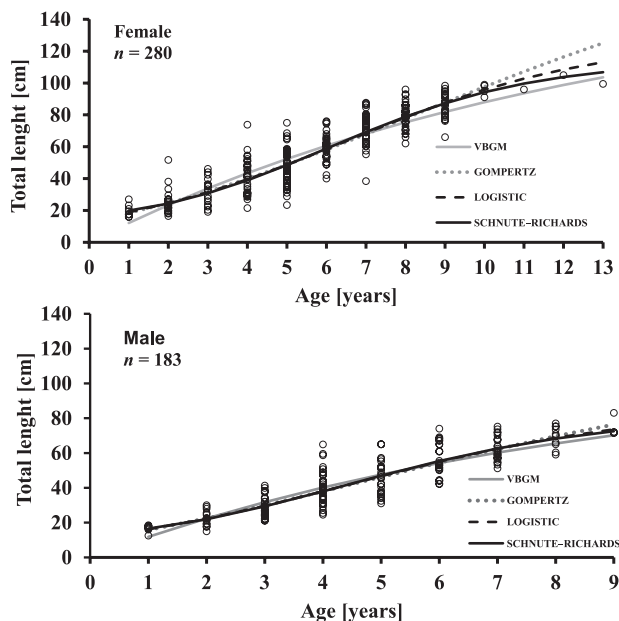 Female
n = 280
Total lenght [cm]
140
120
100
80
60
40
20
0
VBGM
GOMPERTZ
LOGISTIC
SCHNUTE–RICHARDS
0 1 2 3 4 5 6 7 8 9 10 11 12 13
Age [years]
Male
n = 183
Total lenght [cm]
140
120
100
80
60
40
20
0
VBGM
GOMPERTZ
LOGISTIC
SCHNUTE–RICHARDS
0 1 2 3 4 5 6 7 8 9
Age [years]